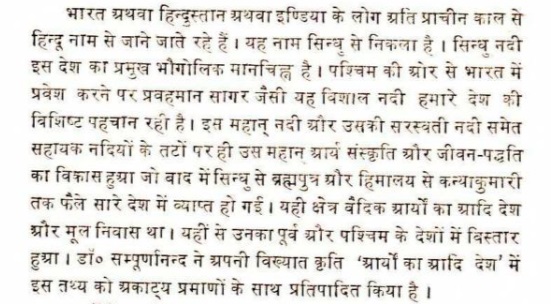 भारत अथवा हिन्दुस्तान अथवा इण्डिया के लोग अति प्राचीन काल से
हिन्दू नाम से जाने जाते रहे हैं । यह नाम सिन्धु से निकला है । सिन्धु नदी
इस देश का प्रमुख भौगोलिक मानचिह्न है । पश्चिम की ओर से भारत में
प्रवेश करने पर प्रवहमान सागर जैसी यह विशाल नदी हमारे देश की
विशिष्ट पहचान रही है । इस महान् नदी और उसकी सरस्वती नदी समेत
सहायक नदियों के तटों पर ही उस महान् आर्य संस्कृति और जीवन-पद्धति
का विकास हुआ जो बाद में सिन्धु से ब्रह्मपुत्र और हिमालय से कन्याकुमारी
तक फैले सारे देश में व्याप्त हो गई । यही क्षेत्र वैदिक आर्यों का आदि देश
और मूल निवास था । यहीं से उनका पूर्व और पश्चिम के देशों में विस्तार
हुआ । डॉ० सम्पूर्णानन्द ने अपनी विख्यात कृति 'आर्यों का आदि देश' में
इस तथ्य को अकाट्य प्रमाणों के साथ प्रतिपादित किया है ।